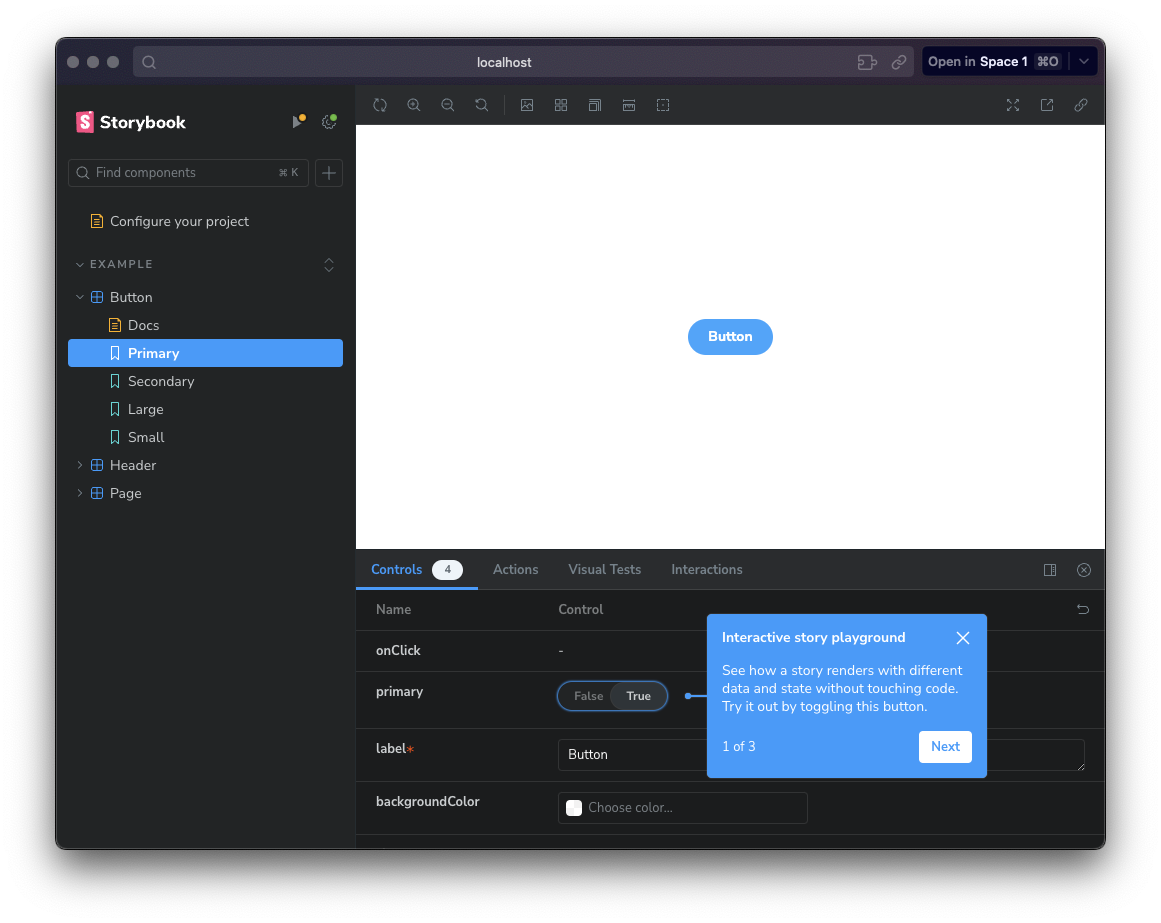 localhost
Open in Space 1 ⌘O
Storybook
Find components ⌘ K
Configure your project
EXAMPLE
Button
Docs
Primary
Secondary
Large
Small
Header
Page
Button
Controls 4 Actions Visual Tests Interactions
Name Control
onClick -
primary False True
label* Button
backgroundColor Choose color...
Interactive story playground
See how a story renders with different
data and state without touching code.
Try it out by toggling this button.
1 of 3 Next